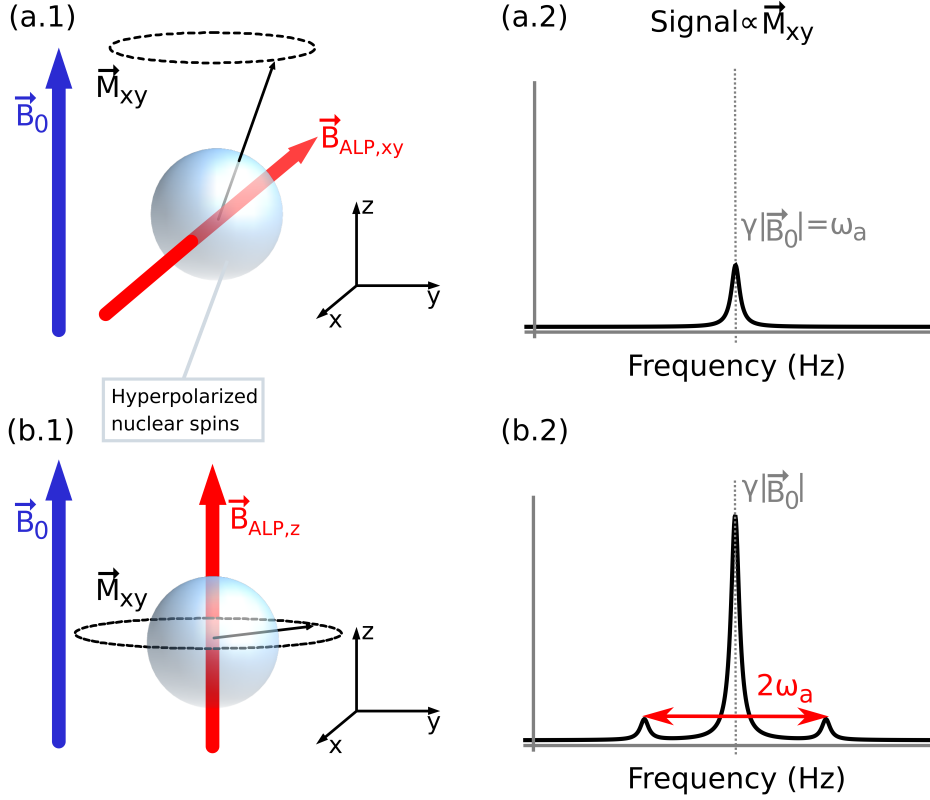 (a.1)
(a.2)
Signal∝M⃗xy
M⃗xy
B⃗0
B⃗ALP,xy
z
y
x
γ|B⃗0|=ωa
Frequency (Hz)
Hyperpolarized
nuclear spins
(b.1)
(b.2)
B⃗0
B⃗ALP,z
γ|B⃗0|
M⃗xy
z
y
x
2ωa
Frequency (Hz)